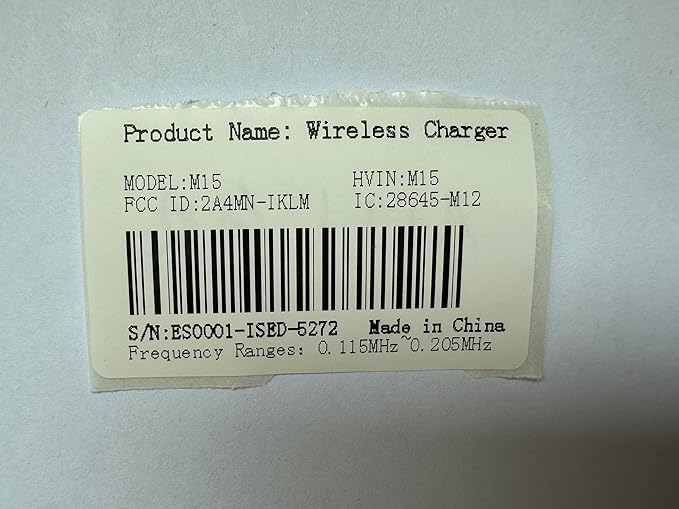 Product Name: Wireless Charger
MODEL:M15 HVIN:M15
FCC ID:2A4MN-IKLM IC:28645-M12
S/N:ES0001-ISED-5272 Made in China
Frequency Ranges: 0.115MHz~0.205MHz